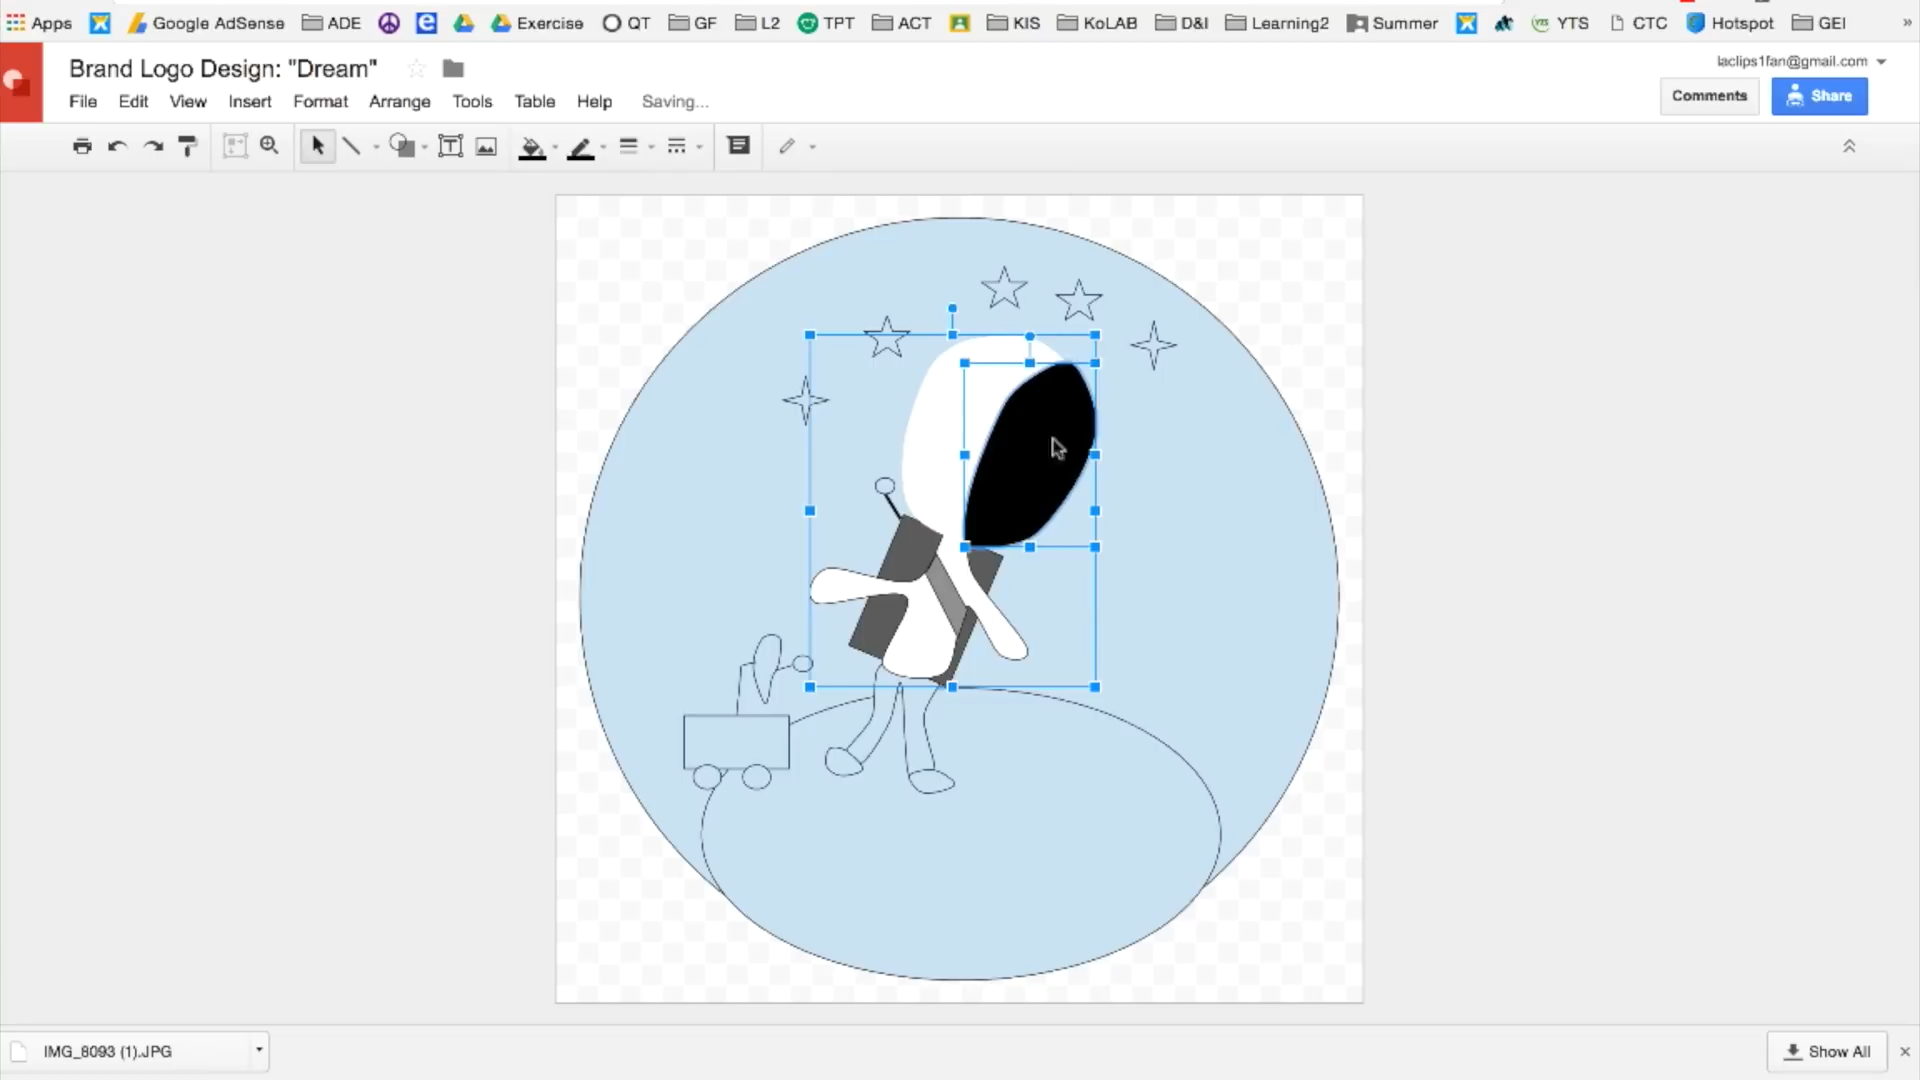 Apps Google AdSense ADE Exercise QT GF L2 TPT ACT KIS KoLAB D&I Learning2 Summer YTS CTC Hotspot GEI »
Brand Logo Design: "Dream"
laclips1fan@gmail.com
File Edit View Insert Format Arrange Tools Table Help Saving...
Comments Share
IMG_8093 (1).JPG
Show All